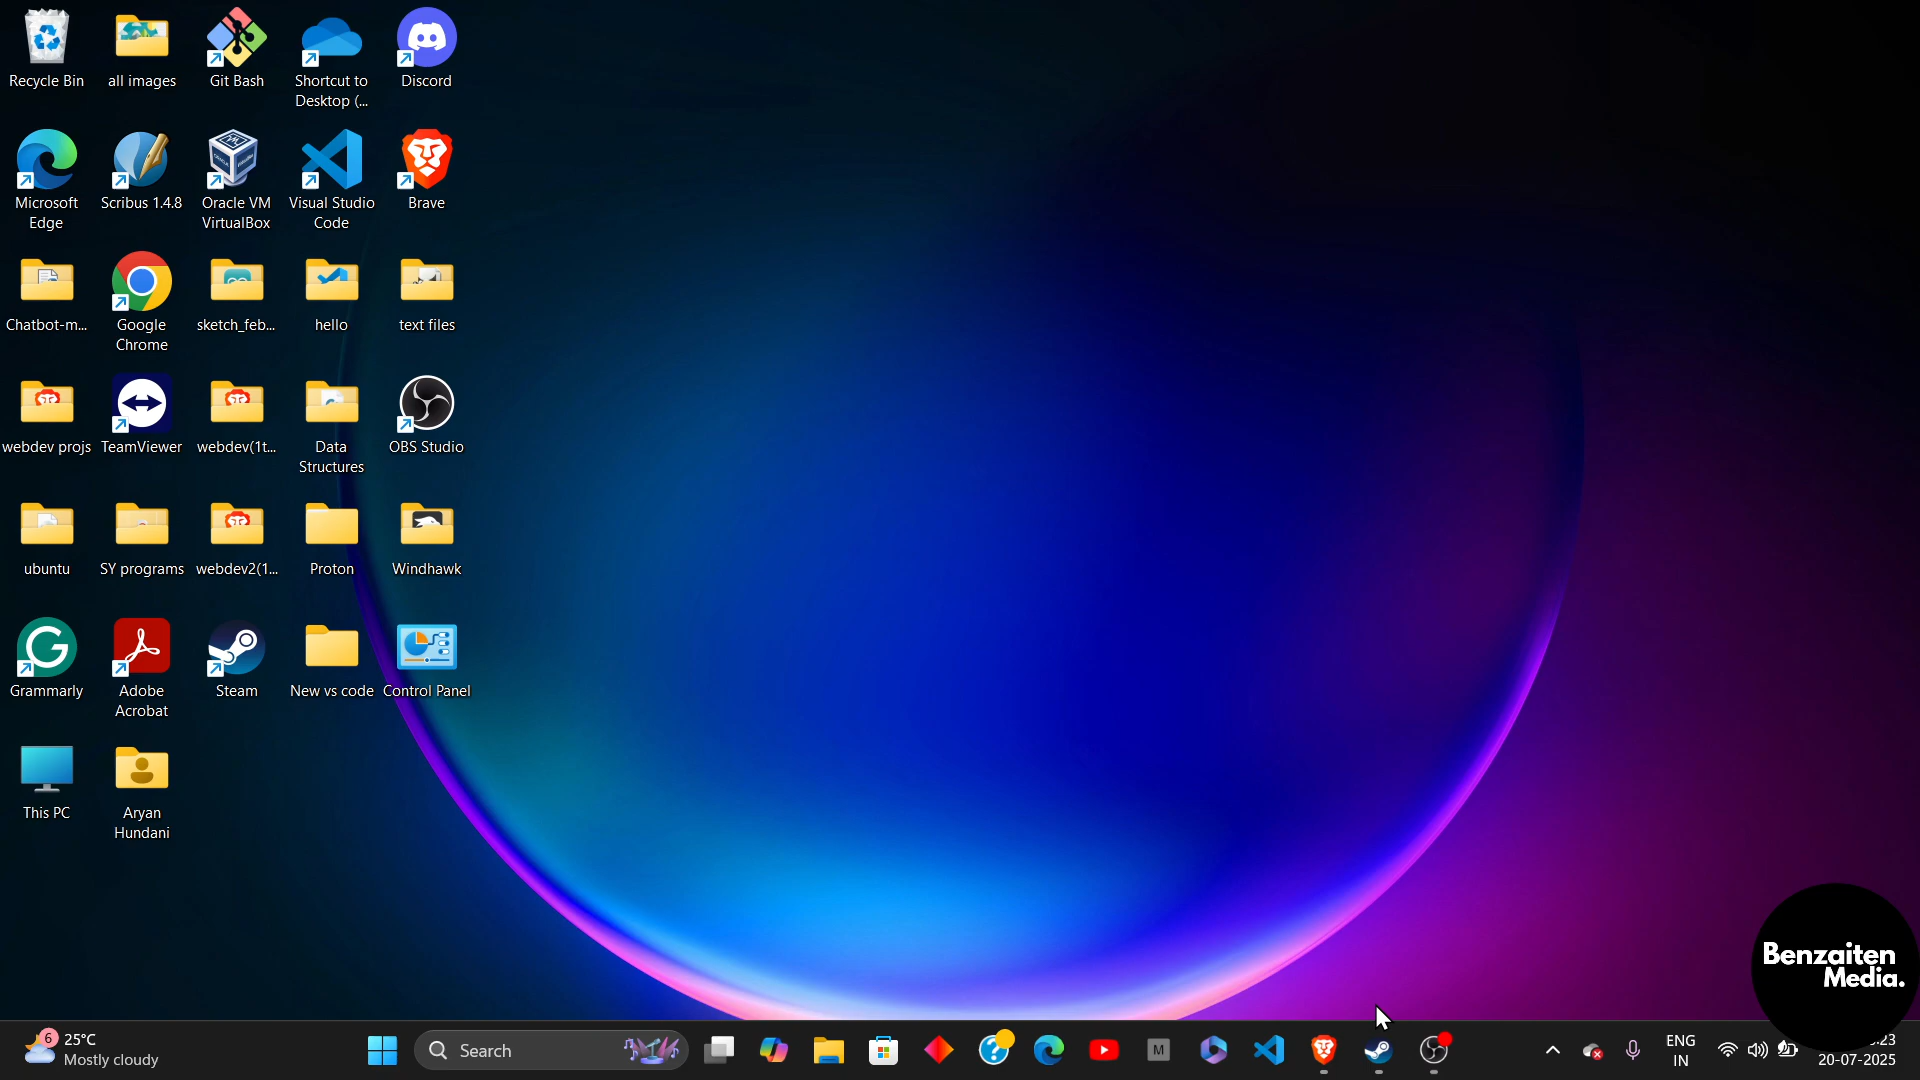 Recycle Bin
all images
Git Bash
Shortcut to
Desktop (...
Discord
Microsoft
Edge
Scribus 1.4.8
Oracle VM
VirtualBox
Visual Studio
Code
Brave
Chatbot-m...
Google
Chrome
sketch_feb...
hello
text files
webdev projs
TeamViewer
webdev(1t...
Data
Structures
OBS Studio
ubuntu
SY programs
webdev2(1...
Proton
Windhawk
Grammarly
Adobe
Acrobat
Steam
New vs code
Control Panel
This PC
Aryan
Hundani
Benzaiten
Media.
6
25°C
Mostly cloudy
Search
M
ENG
IN
20-07-2025